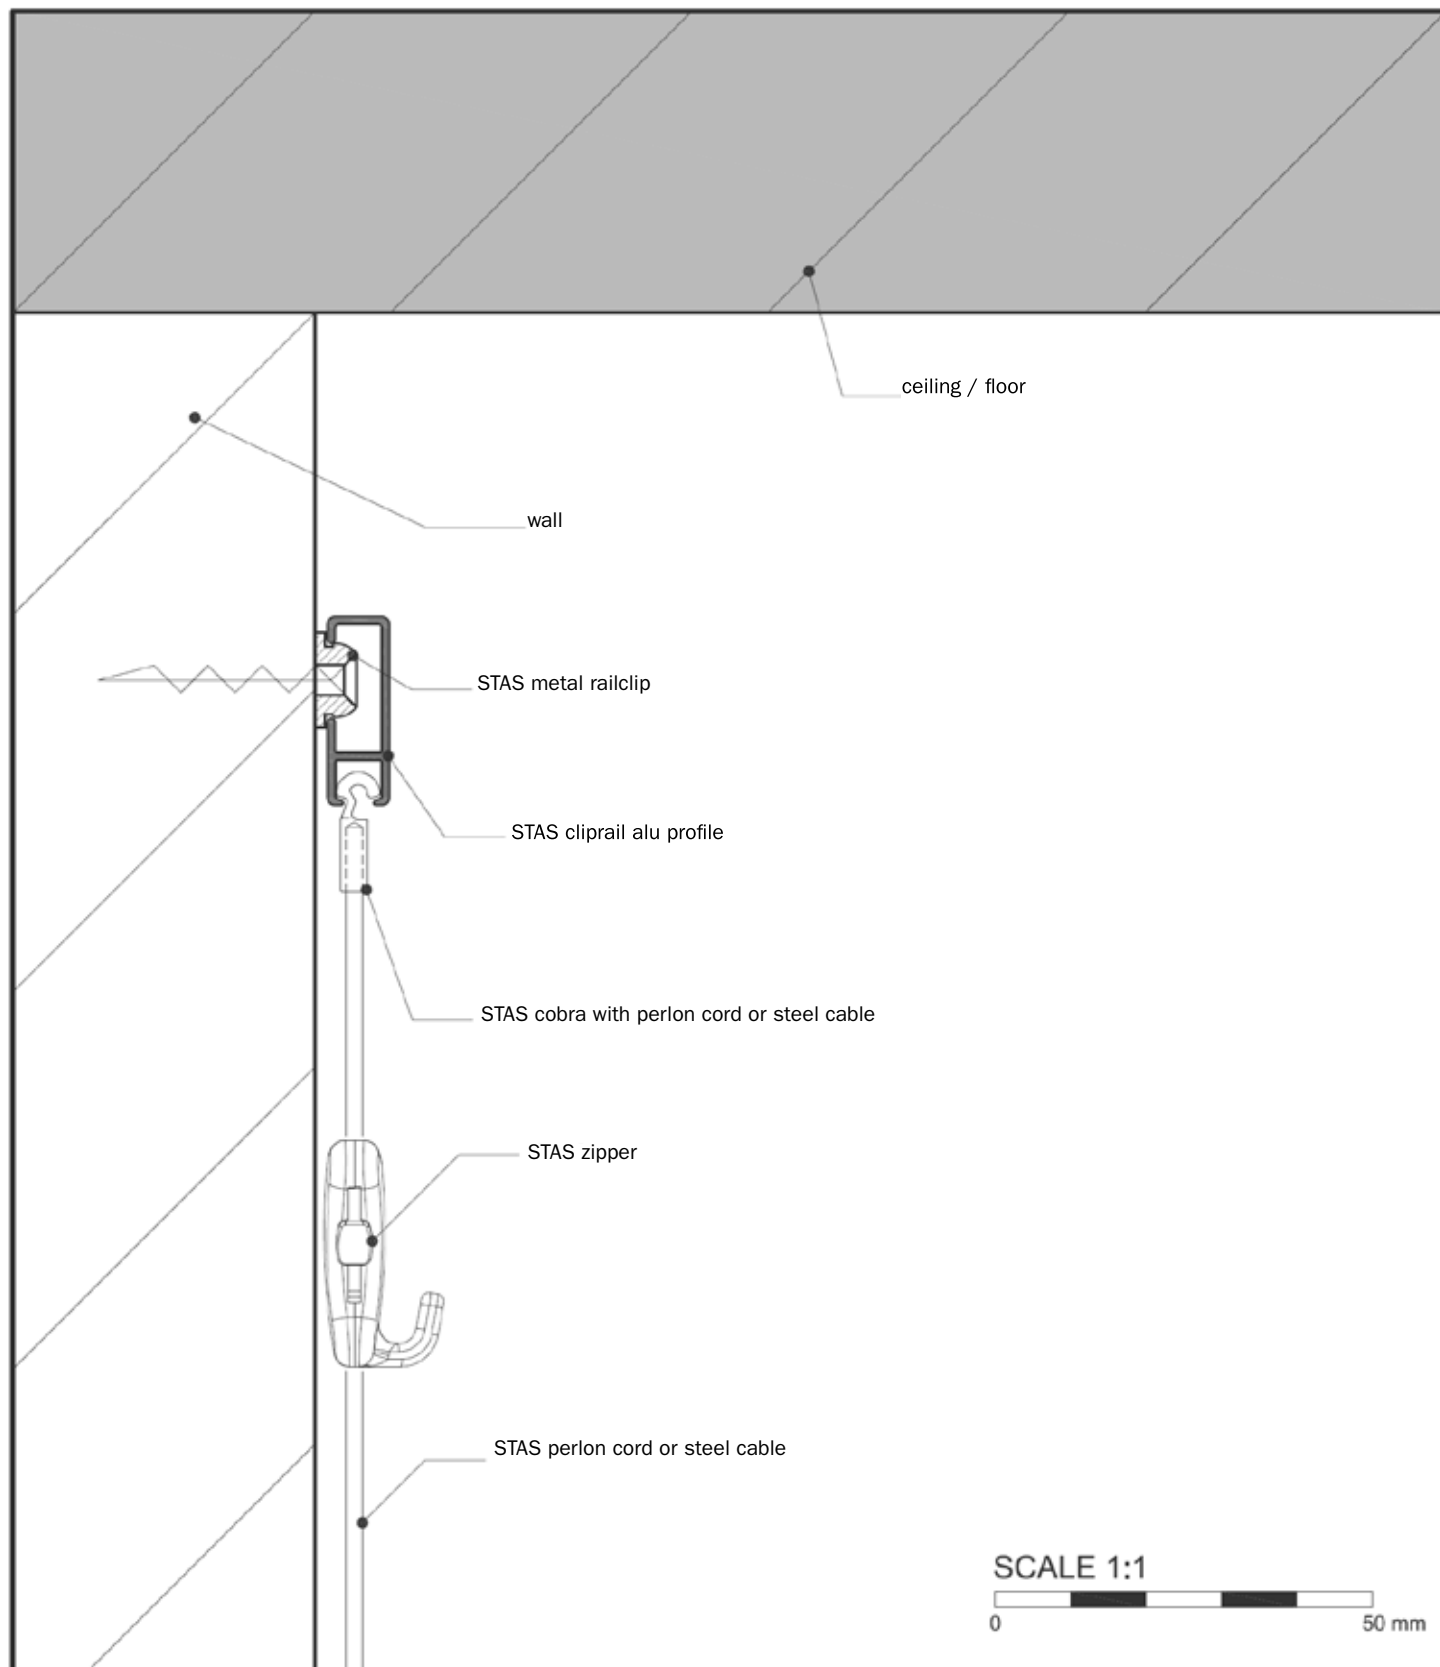 ceiling / floor
wall
STAS metal railclip
STAS cliprail alu profile
STAS cobra with perlon cord or steel cable
STAS zipper
STAS perlon cord or steel cable
SCALE 1:1
0 50 mm